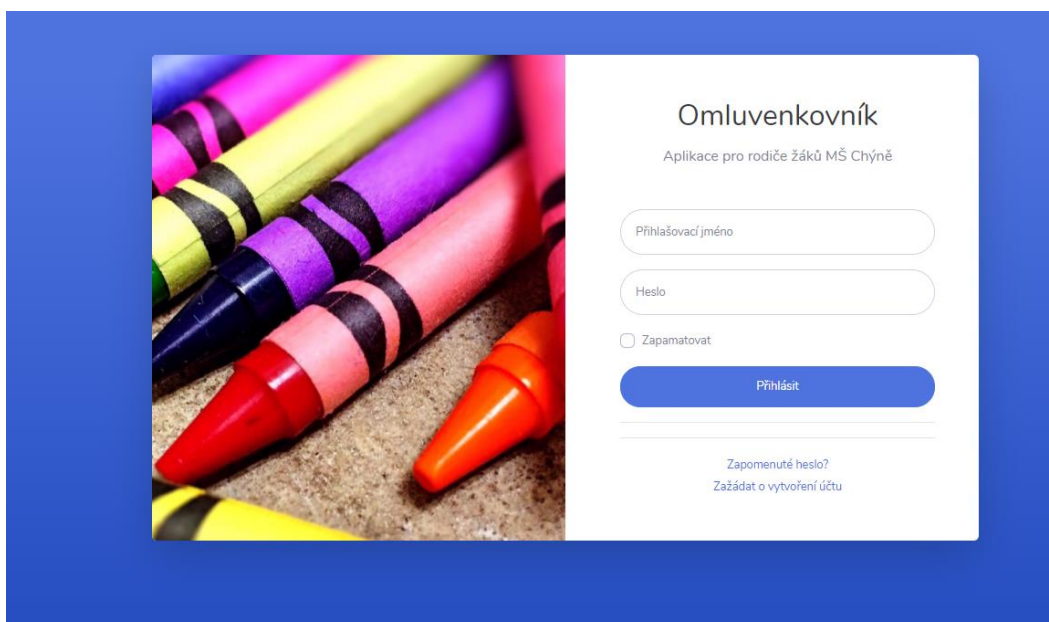 Omluvenkovník
Aplikace pro rodiče žáků MŠ Chýně
Přihlašovací jméno
Heslo
Zapamatovat
Přihlásit
Zapomenuté heslo?
Zažádat o vytvoření účtu